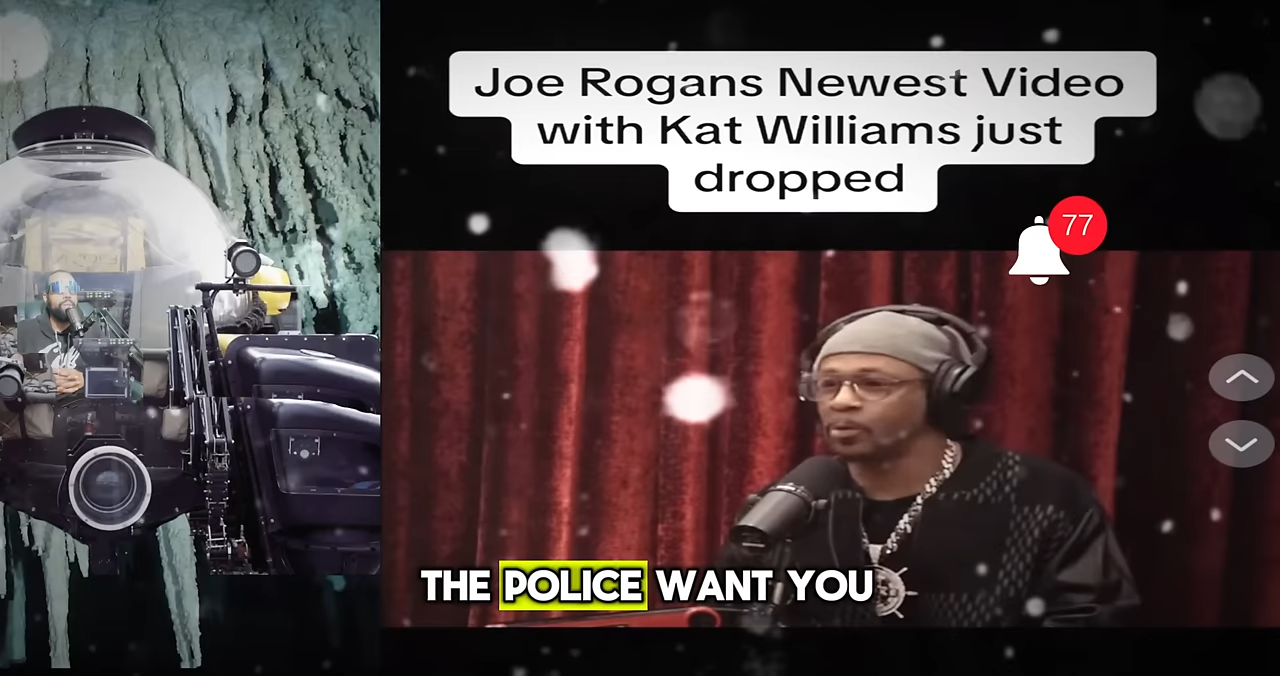 Joe Rogans Newest Video
with Kat Williams just
dropped
77
THE POLICE WANT YOU